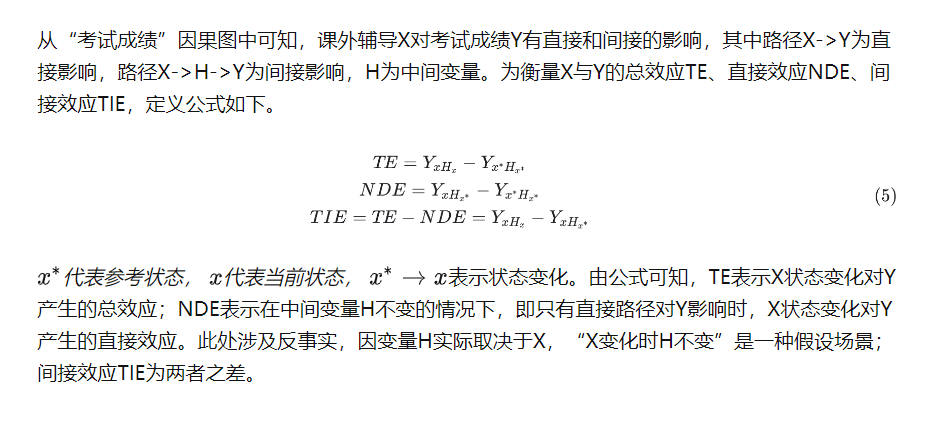 从“考试成绩”因果图中可知，课外辅导X对考试成绩Y有直接和间接的影响，其中路径X->Y为直
接影响，路径X->H->Y为间接影响，H为中间变量。为衡量X与Y的总效应TE、直接效应NDE、间
接效应TIE，定义公式如下。
$TE = Y_{xH_x} - Y_{x^*H_{x^*}}$
$NDE = Y_{xH_{x^*}} - Y_{x^*H_{x^*}}$
(5)
$TIE = TE - NDE = Y_{xH_x} - Y_{xH_{x^*}}$
$x^*$代表参考状态， $x$代表当前状态， $x^* \to x$表示状态变化。由公式可知，TE表示X状态变化对Y
产生的总效应；NDE表示在中间变量H不变的情况下，即只有直接路径对Y影响时，X状态变化对Y
产生的直接效应。此处涉及反事实，因变量H实际取决于X，“X变化时H不变”是一种假设场景；
间接效应TIE为两者之差。